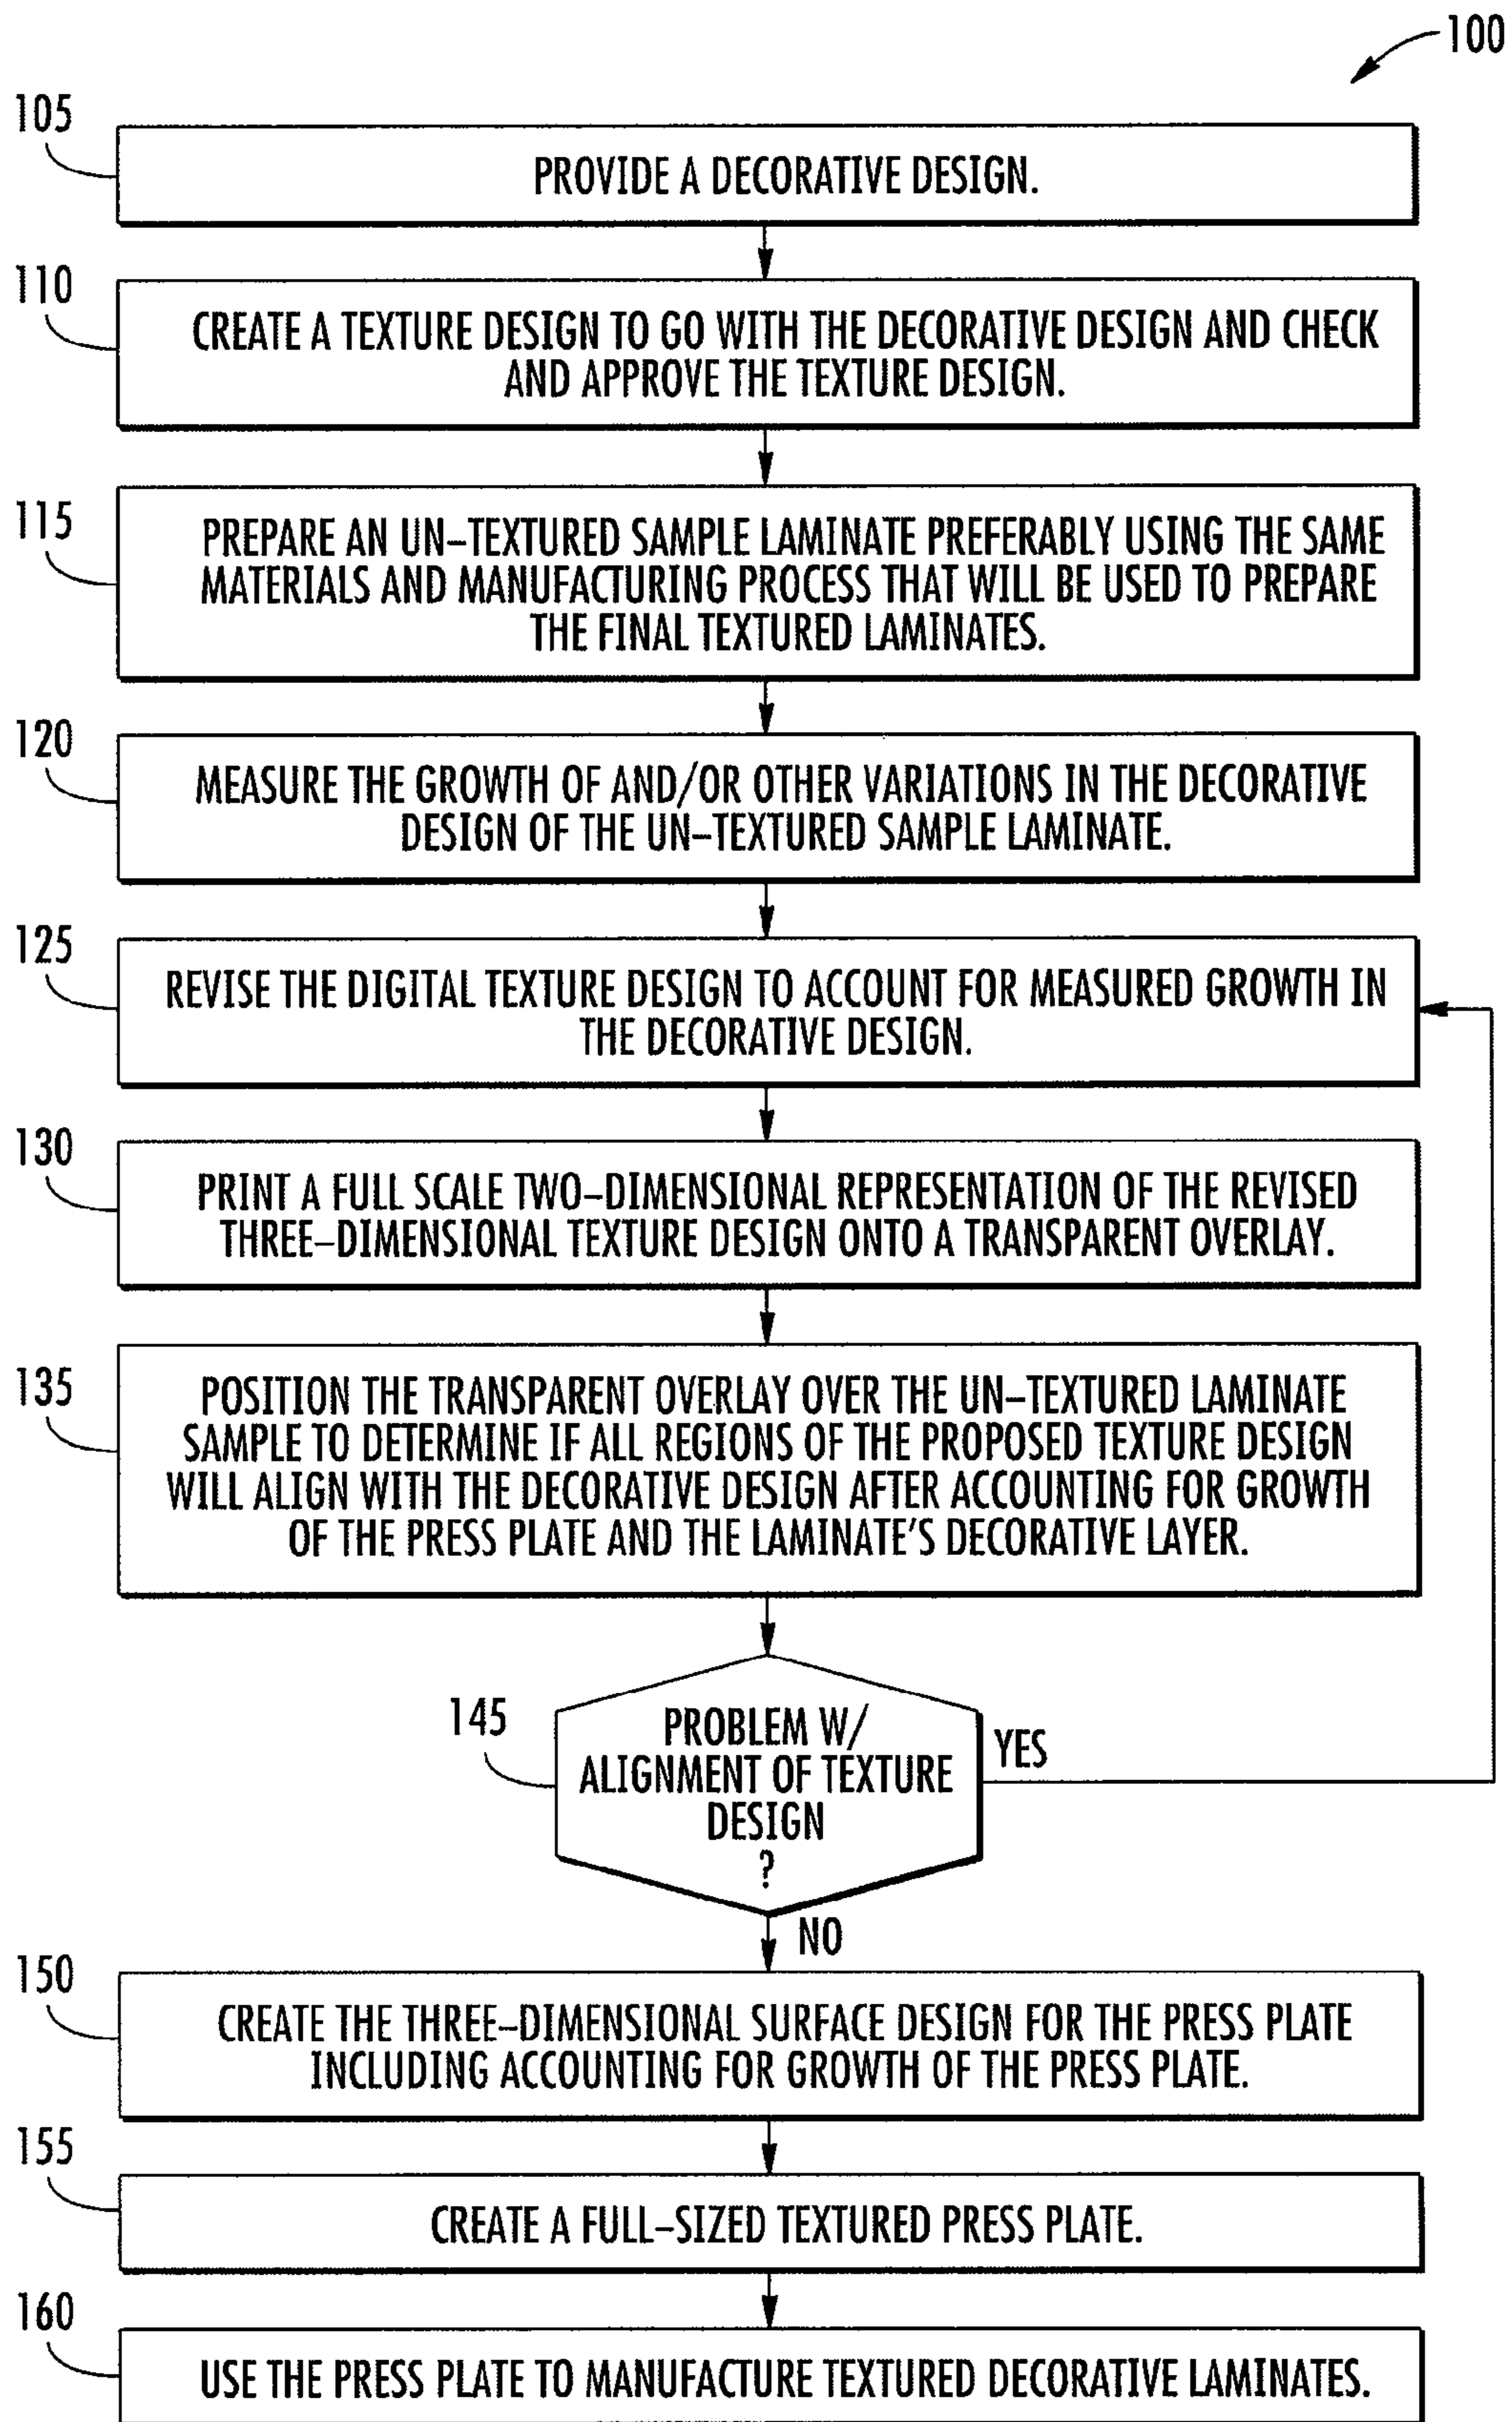 100
105
PROVIDE A DECORATIVE DESIGN.
110
CREATE A TEXTURE DESIGN TO GO WITH THE DECORATIVE DESIGN AND CHECK
AND APPROVE THE TEXTURE DESIGN.
115
PREPARE AN UN-TEXTURED SAMPLE LAMINATE PREFERABLY USING THE SAME
MATERIALS AND MANUFACTURING PROCESS THAT WILL BE USED TO PREPARE
THE FINAL TEXTURED LAMINATES.
120
MEASURE THE GROWTH OF AND/OR OTHER VARIATIONS IN THE DECORATIVE
DESIGN OF THE UN-TEXTURED SAMPLE LAMINATE.
125
REVISE THE DIGITAL TEXTURE DESIGN TO ACCOUNT FOR MEASURED GROWTH IN
THE DECORATIVE DESIGN.
130
PRINT A FULL SCALE TWO-DIMENSIONAL REPRESENTATION OF THE REVISED
THREE-DIMENSIONAL TEXTURE DESIGN ONTO A TRANSPARENT OVERLAY.
135
POSITION THE TRANSPARENT OVERLAY OVER THE UN-TEXTURED LAMINATE
SAMPLE TO DETERMINE IF ALL REGIONS OF THE PROPOSED TEXTURE DESIGN
WILL ALIGN WITH THE DECORATIVE DESIGN AFTER ACCOUNTING FOR GROWTH
OF THE PRESS PLATE AND THE LAMINATE'S DECORATIVE LAYER.
145
PROBLEM W/
ALIGNMENT OF TEXTURE
DESIGN
?
YES
NO
150
CREATE THE THREE-DIMENSIONAL SURFACE DESIGN FOR THE PRESS PLATE
INCLUDING ACCOUNTING FOR GROWTH OF THE PRESS PLATE.
155
CREATE A FULL-SIZED TEXTURED PRESS PLATE.
160
USE THE PRESS PLATE TO MANUFACTURE TEXTURED DECORATIVE LAMINATES.